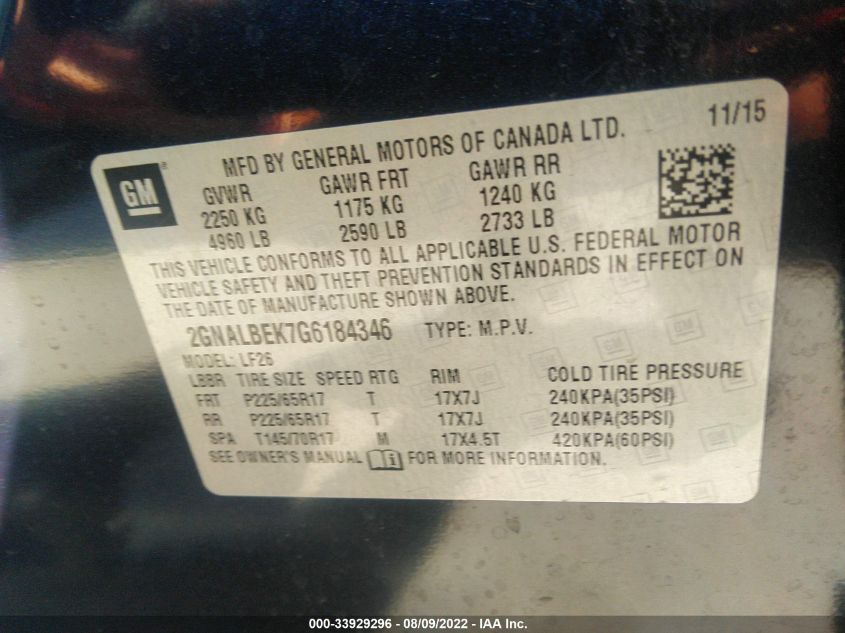 11/15
GM ®
MFD BY GENERAL MOTORS OF CANADA LTD.
GVWR GAWR FRT GAWR RR
2250 KG 1175 KG 1240 KG
4960 LB 2590 LB 2733 LB
THIS VEHICLE CONFORMS TO ALL APPLICABLE U.S. FEDERAL MOTOR
VEHICLE SAFETY AND THEFT PREVENTION STANDARDS IN EFFECT ON
THE DATE OF MANUFACTURE SHOWN ABOVE.
2GNALBEK7G6184346 TYPE: M.P.V.
MODEL: LF26
LBBR TIRE SIZE SPEED RTG RIM COLD TIRE PRESSURE
FRT P225/65R17 T 17X7J 240KPA(35PSI)
RR P225/65R17 T 17X7J 240KPA(35PSI)
SPA T145/70R17 M 17X4.5T 420KPA(60PSI)
SEE OWNER'S MANUAL FOR MORE INFORMATION.
000-33929296 - 08/09/2022 - IAA Inc.